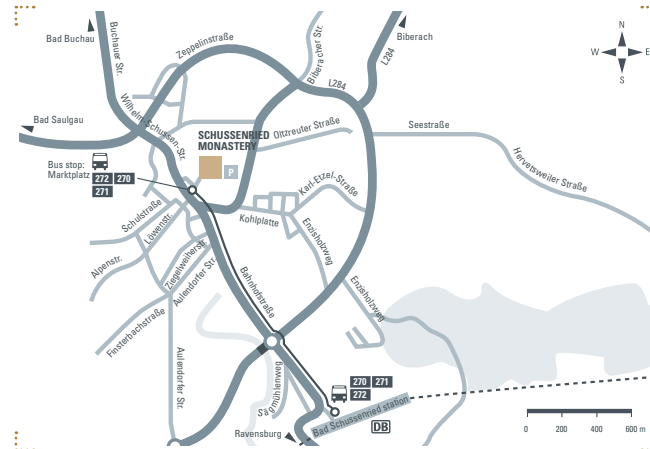 Bad Buchau
Buchauer Str.
Zeppelinstraße
Biberacher Str.
Biberach
L284
L284
N
W
E
S
Bad Saulgau
Wilhelm-Schussen-Str.
SCHUSSENRIED
MONASTERY
P
Olzreuter Straße
Seestraße
Hervetsweiler Straße
Bus stop:
Marktplatz
272 270
271
Karl-Etzel-Straße
Kohlplatte
Enzisholzweg
Schulstraße
Löwenstr.
Alpenstr.
Ziegelweiherstr.
Aulendorfer Str.
Bahnhofstraße
Enzisholzweg
Finsterbachstraße
Aulendorfer Str.
Sägmühlenweg
270 271
272
Bad Schussenried station
DB
Ravensburg
0 200 400 600 m